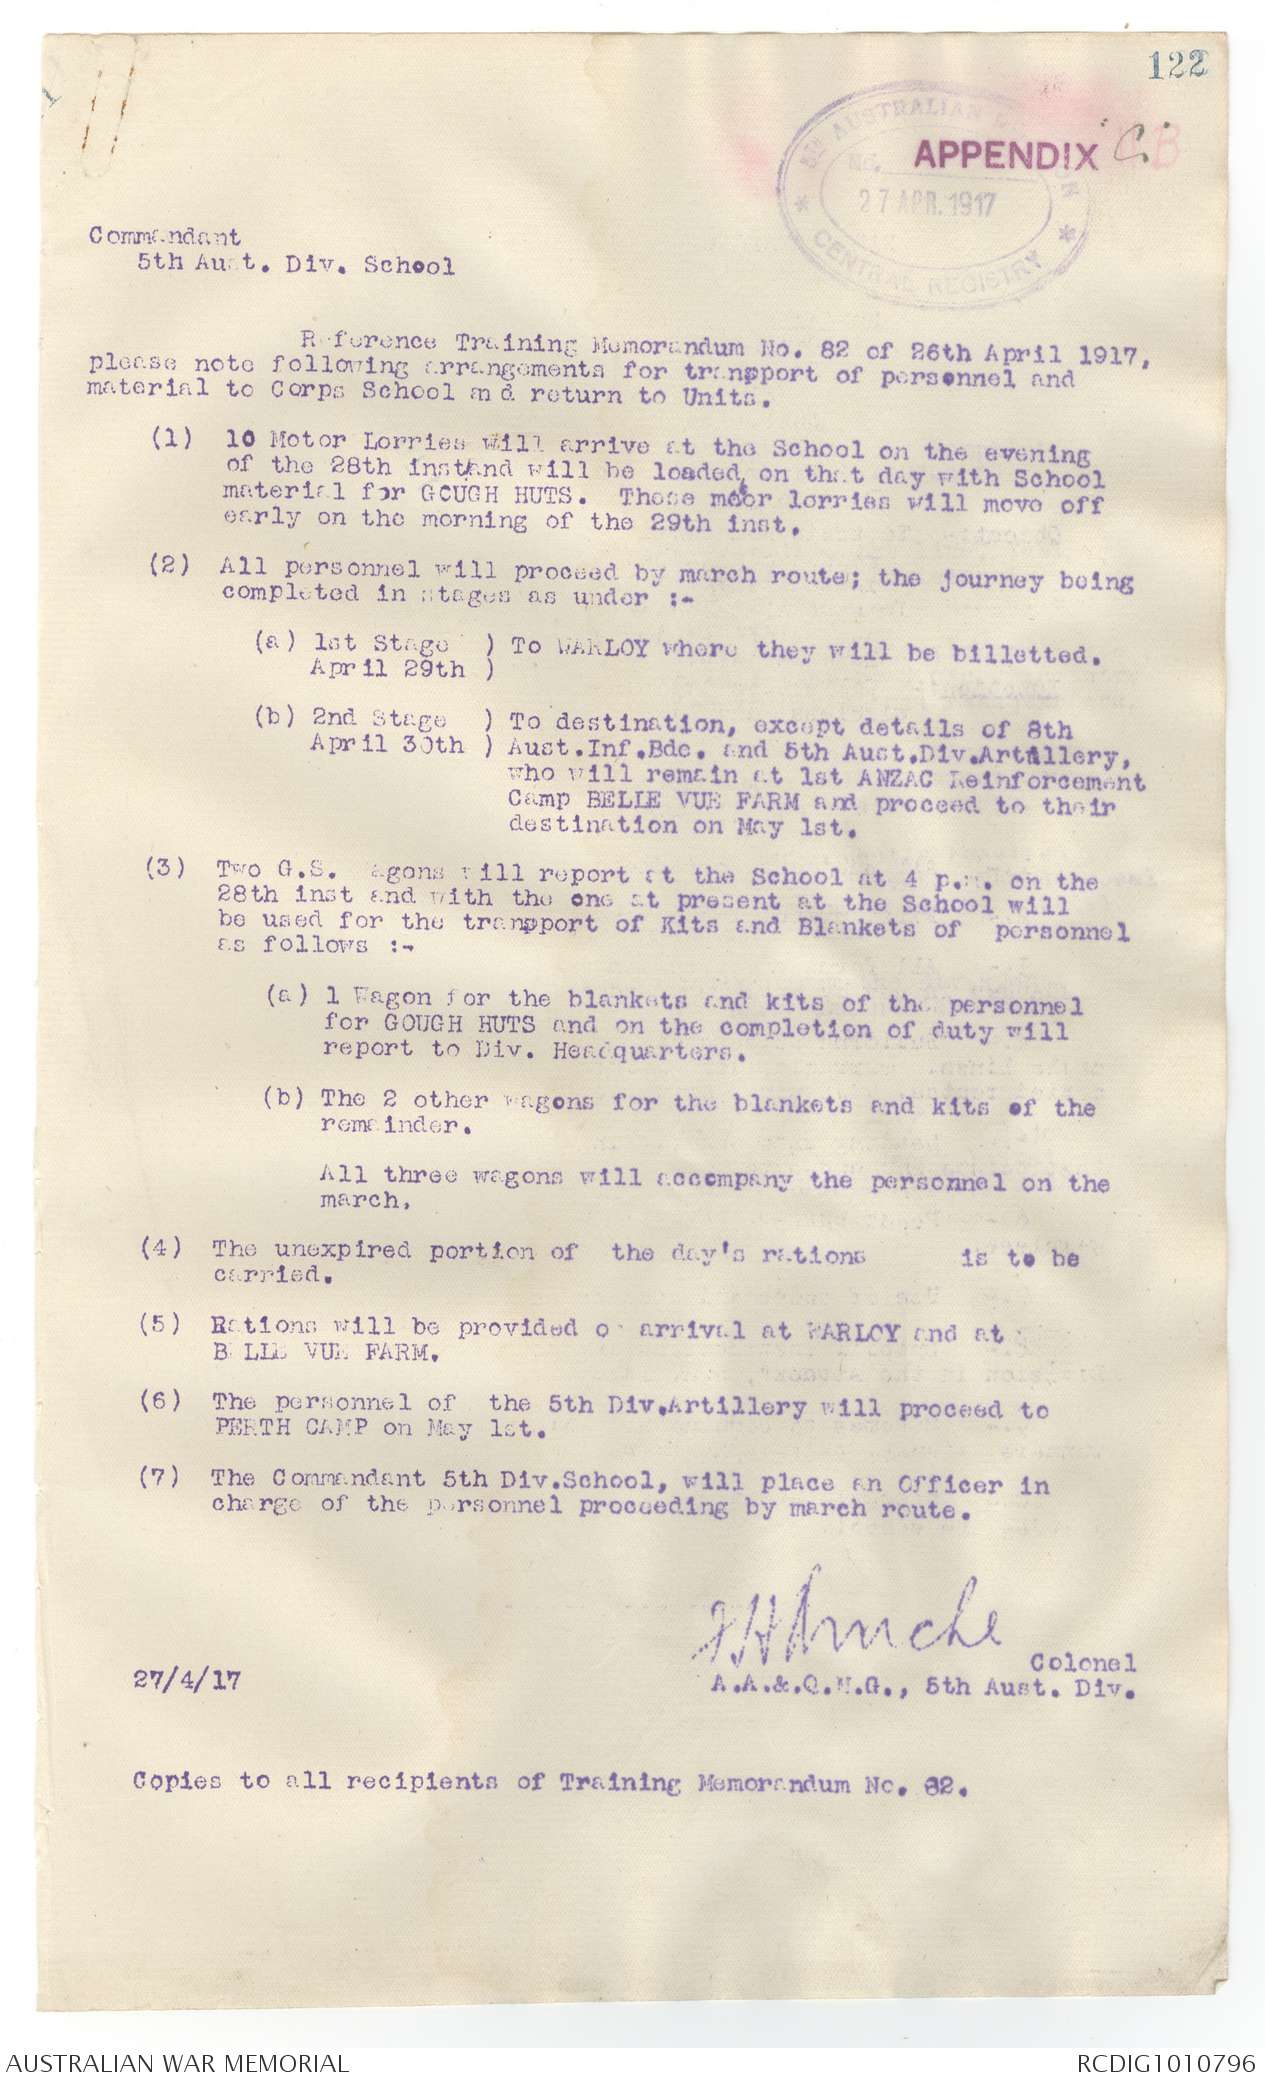 122
5TH AUSTRALIAN DIVISION
APPENDIX "C"
No.
27 APR. 1917
CENTRAL REGISTRY
Commandant
5th Aust. Div. School
Reference Training Memorandum No. 82 of 26th April 1917,
please note following arrangements for tranpport of personnel and
material to Corps School and return to Units.
(1) 10 Motor Lorries will arrive at the School on the evening
of the 28th inst/and will be loaded on that day with School
material for GOUGH HUTS. These motor lorries will move off
early on the morning of the 29th inst.
(2) All personnel will proceed by march route; the journey being
completed in stages as under :-
(a) 1st Stage ) To WARLOY where they will be billetted.
April 29th )
(b) 2nd Stage ) To destination, except details of 8th
April 30th ) Aust.Inf.Bde. and 5th Aust.Div.Artillery,
who will remain at 1st ANZAC Reinforcement
Camp BELLE VUE FARM and proceed to their
destination on May 1st.
(3) Two G.S. agons will report at the School at 4 p.m. on the
28th inst and with the one at present at the School will
be used for the tranpport of Kits and Blankets of personnel
as follows :-
(a) 1 Wagon for the blankets and kits of the personnel
for GOUGH HUTS and on the completion of duty will
report to Div. Headquarters.
(b) The 2 other wagons for the blankets and kits of the
remainder.
All three wagons will accompany the personnel on the
march.
(4) The unexpired portion of the day's rations is to be
carried.
(5) Rations will be provided on arrival at WARLOY and at
BELLE VUE FARM.
(6) The personnel of the 5th Div.Artillery will proceed to
PERTH CAMP on May 1st.
(7) The Commandant 5th Div.School, will place an Officer in
charge of the personnel proceeding by march route.
Colonel
27/4/17 A.A.&.Q.M.G., 5th Aust. Div.
Copies to all recipients of Training Memorandum No. 82.
AUSTRALIAN WAR MEMORIAL RCDIG1010796